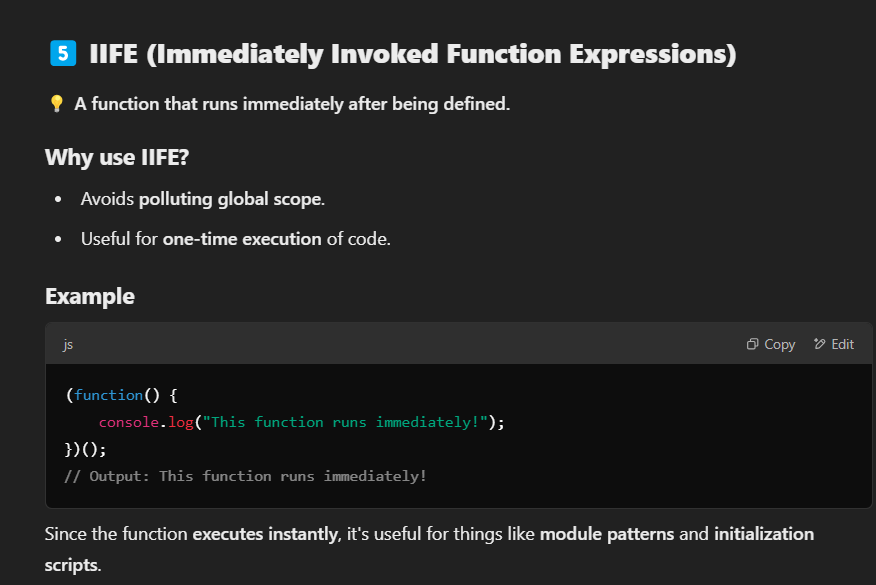 5 IIFE (Immediately Invoked Function Expressions)
💡 A function that runs immediately after being defined.
Why use IIFE?
• Avoids polluting global scope.
• Useful for one-time execution of code.
Example
js Copy Edit
(function() {
    console.log("This function runs immediately!");
})();
// Output: This function runs immediately!
Since the function executes instantly, it's useful for things like module patterns and initialization
scripts.